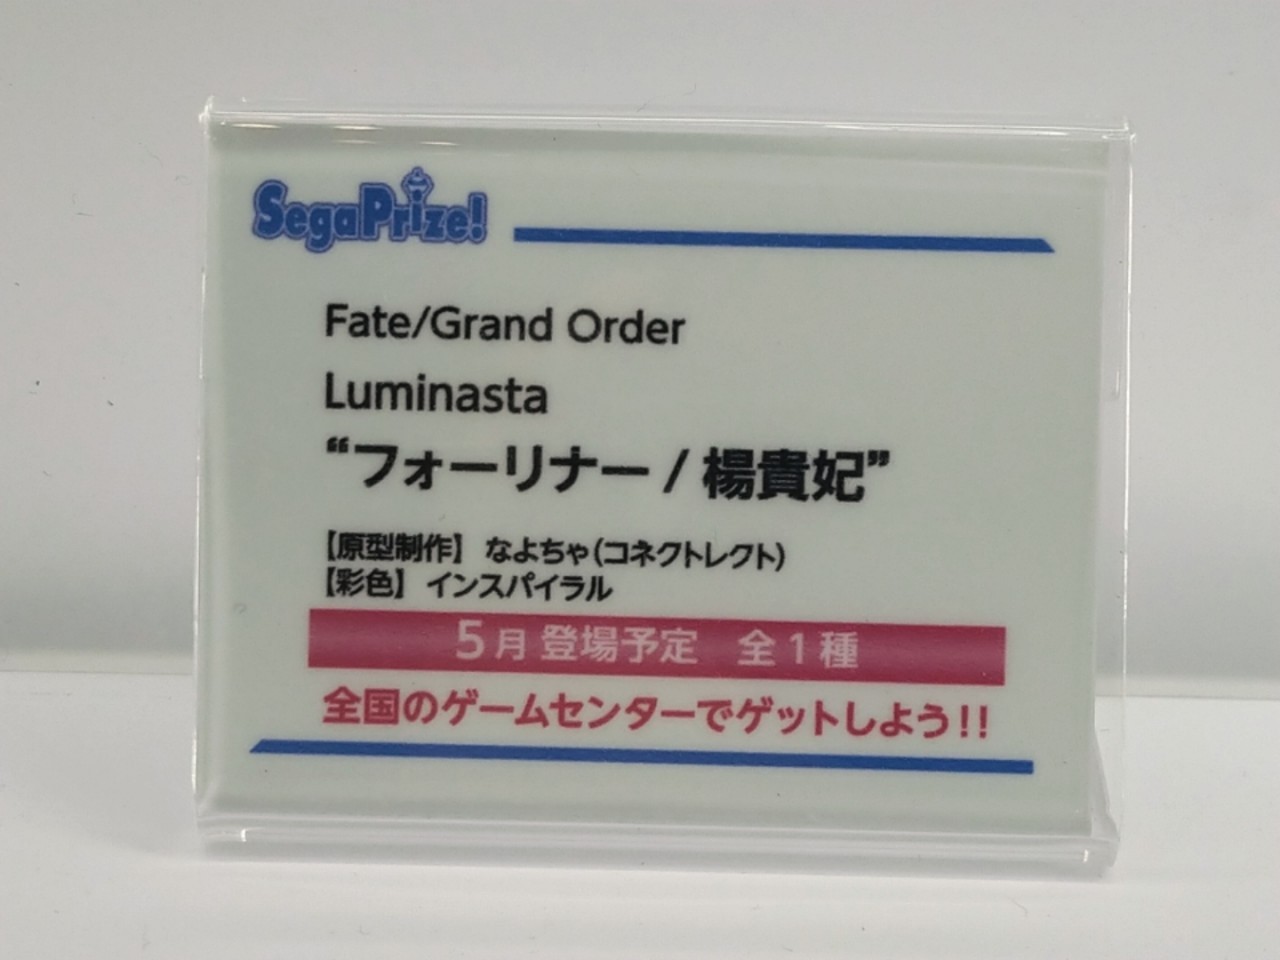 SegaPrize!
Fate/Grand Order
Luminasta
“フォーリナー / 楊貴妃”
【原型制作】 なよちゃ(コネクトレクト)
【彩色】 インスパイラル
5月 登場予定 全1種
全国のゲームセンターでゲットしよう!!